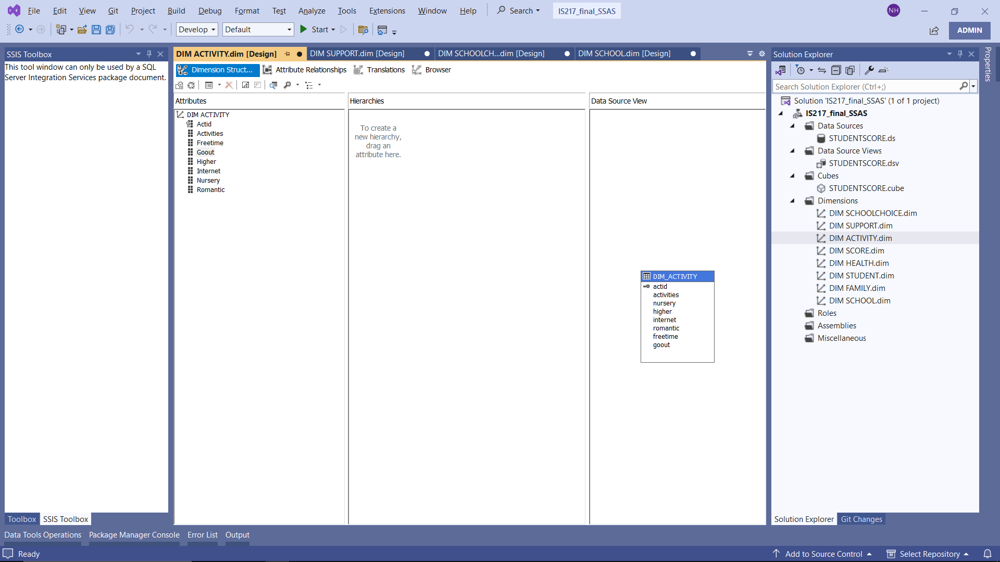 File Edit View Git Project Build Debug Format Test Analyze Tools Extensions Window Help Search IS217_final_SSAS NH
Develop Default Start ADMIN
SSIS Toolbox
This tool window can only be used by a SQL
Server Integration Services package document.
Toolbox SSIS Toolbox
DIM ACTIVITY.dim [Design] DIM SUPPORT.dim [Design] DIM SCHOOLCH...dim [Design] DIM SCHOOL.dim [Design]
Dimension Struct... Attribute Relationships Translations Browser
Attributes
DIM ACTIVITY
Actid
Activities
Freetime
Goout
Higher
Internet
Nursery
Romantic
Hierarchies
To create a
new hierarchy,
drag an
attribute here.
Data Source View
DIM_ACTIVITY
actid
activities
nursery
higher
internet
romantic
freetime
goout
Solution Explorer
Search Solution Explorer (Ctrl+;)
Solution 'IS217_final_SSAS' (1 of 1 project)
IS217_final_SSAS
Data Sources
STUDENTSCORE.ds
Data Source Views
STUDENTSCORE.dsv
Cubes
STUDENTSCORE.cube
Dimensions
DIM SCHOOLCHOICE.dim
DIM SUPPORT.dim
DIM ACTIVITY.dim
DIM SCORE.dim
DIM HEALTH.dim
DIM STUDENT.dim
DIM FAMILY.dim
DIM SCHOOL.dim
Roles
Assemblies
Miscellaneous
Solution Explorer Git Changes
Properties
Data Tools Operations Package Manager Console Error List Output
Ready Add to Source Control Select Repository